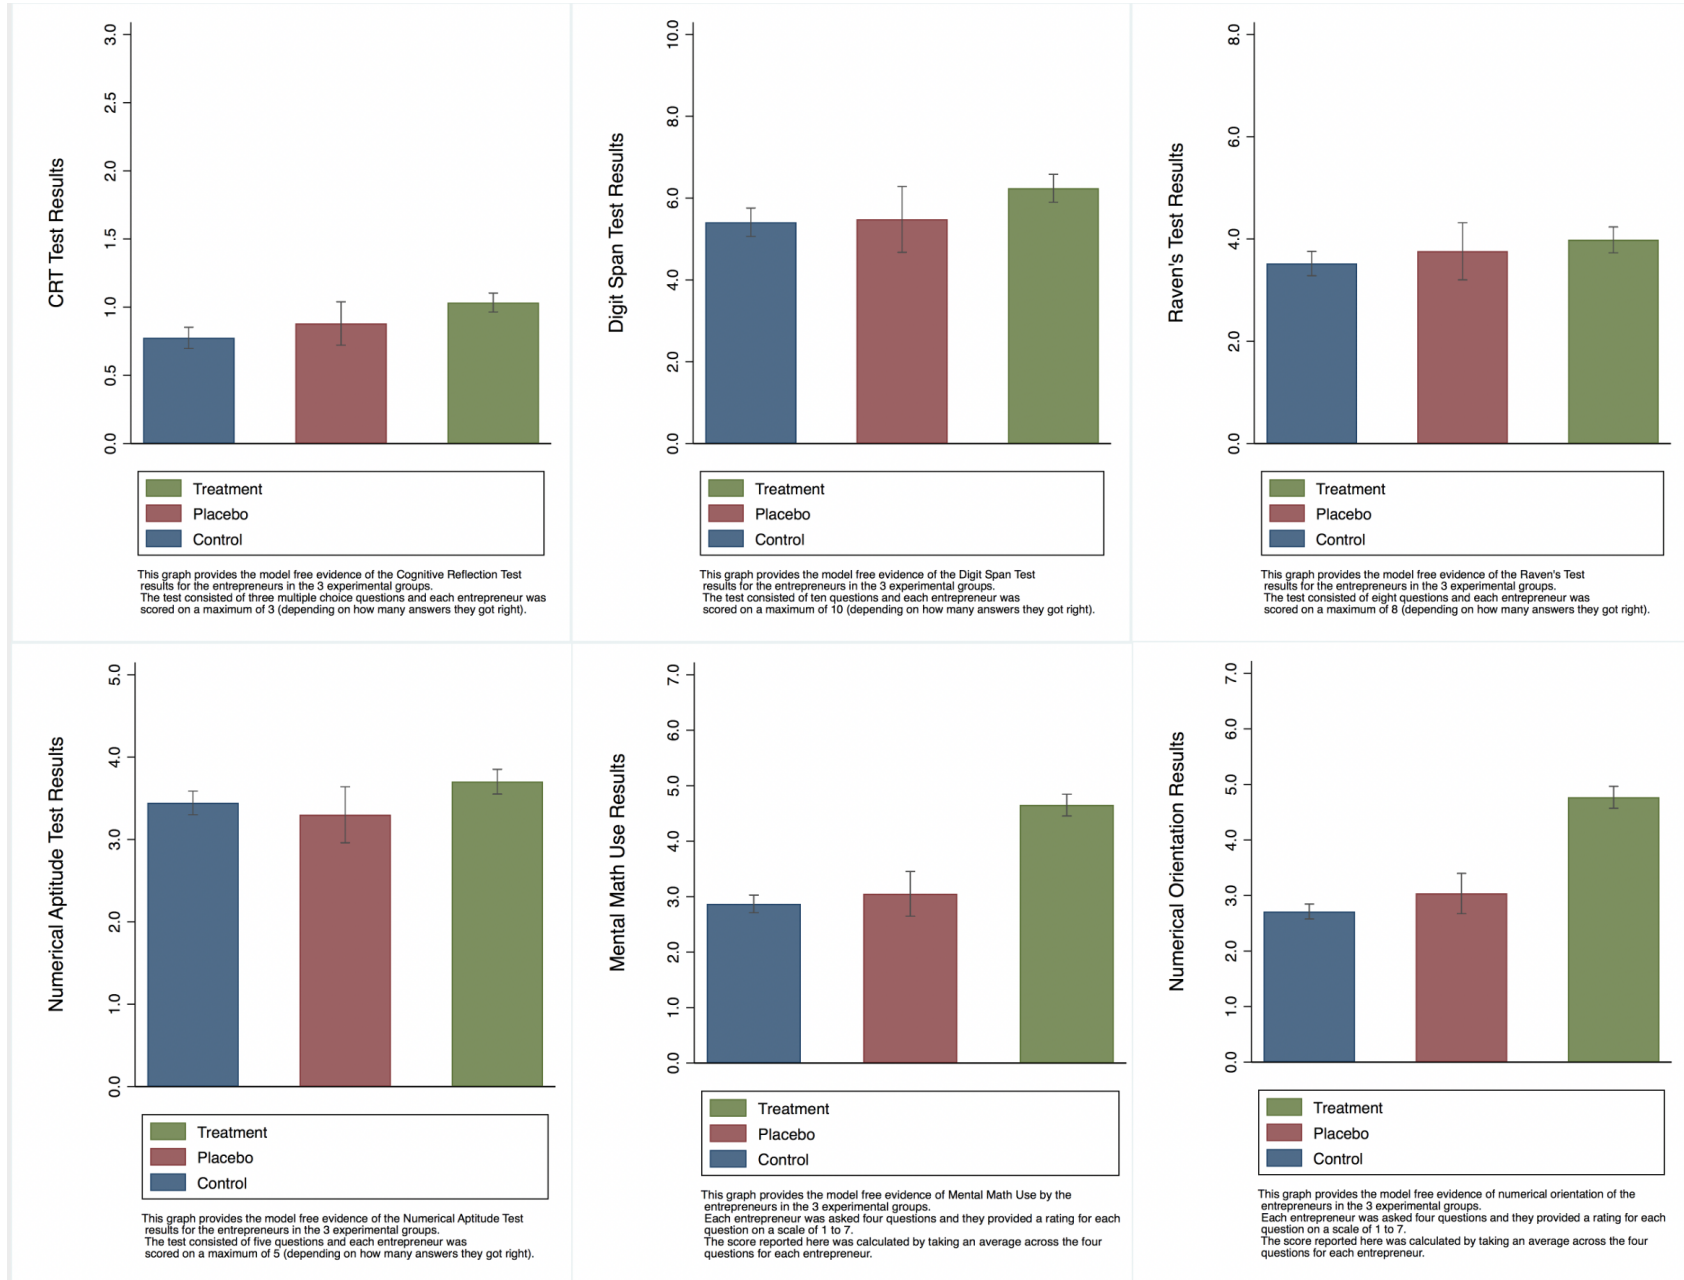 CRT Test Results
3.0
2.5
2.0
1.5
1.0
0.5
0.0
Treatment
Placebo
Control
This graph provides the model free evidence of the Cognitive Reflection Test
results for the entrepreneurs in the 3 experimental groups.
The test consisted of three multiple choice questions and each entrepreneur was
scored on a maximum of 3 (depending on how many answers they got right).
Digit Span Test Results
10.0
8.0
6.0
4.0
2.0
0.0
Treatment
Placebo
Control
This graph provides the model free evidence of the Digit Span Test
results for the entrepreneurs in the 3 experimental groups.
The test consisted of ten questions and each entrepreneur was
scored on a maximum of 10 (depending on how many answers they got right).
Raven's Test Results
8.0
6.0
4.0
2.0
0.0
Treatment
Placebo
Control
This graph provides the model free evidence of the Raven's Test
results for the entrepreneurs in the 3 experimental groups.
The test consisted of eight questions and each entrepreneur was
scored on a maximum of 8 (depending on how many answers they got right).
Numerical Aptitude Test Results
5.0
4.0
3.0
2.0
1.0
0.0
Treatment
Placebo
Control
This graph provides the model free evidence of the Numerical Aptitude Test
results for the entrepreneurs in the 3 experimental groups.
The test consisted of five questions and each entrepreneur was
scored on a maximum of 5 (depending on how many answers they got right).
Mental Math Use Results
7.0
6.0
5.0
4.0
3.0
2.0
1.0
0.0
Treatment
Placebo
Control
This graph provides the model free evidence of Mental Math Use by the
entrepreneurs in the 3 experimental groups.
Each entrepreneur was asked four questions and they provided a rating for each
question on a scale of 1 to 7.
The score reported here was calculated by taking an average across the four
questions for each entrepreneur.
Numerical Orientation Results
7.0
6.0
5.0
4.0
3.0
2.0
1.0
0.0
Treatment
Placebo
Control
This graph provides the model free evidence of numerical orientation of the
entrepreneurs in the 3 experimental groups.
Each entrepreneur was asked four questions and they provided a rating for each
question on a scale of 1 to 7.
The score reported here was calculated by taking an average across the four
questions for each entrepreneur.